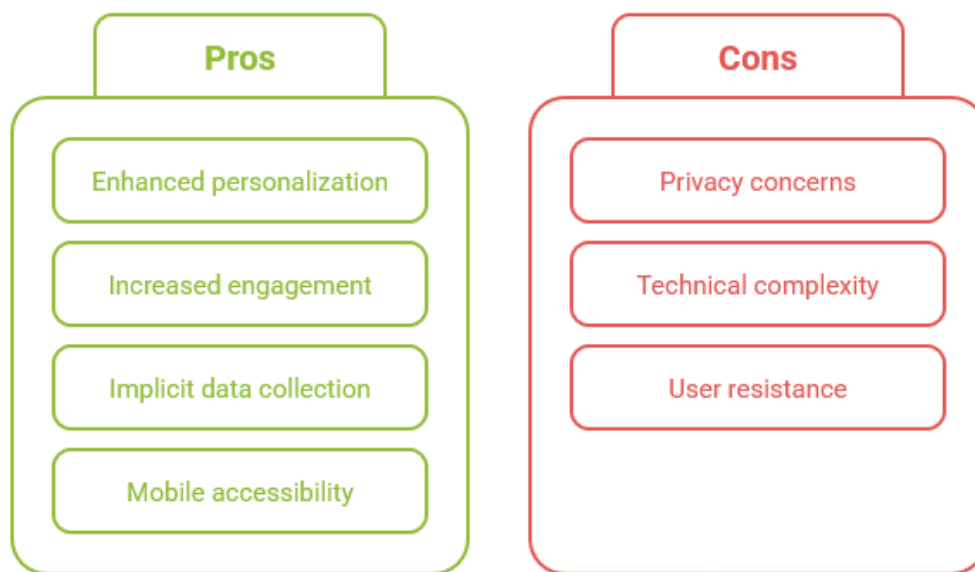 Pros
Enhanced personalization
Increased engagement
Implicit data collection
Mobile accessibility
Cons
Privacy concerns
Technical complexity
User resistance